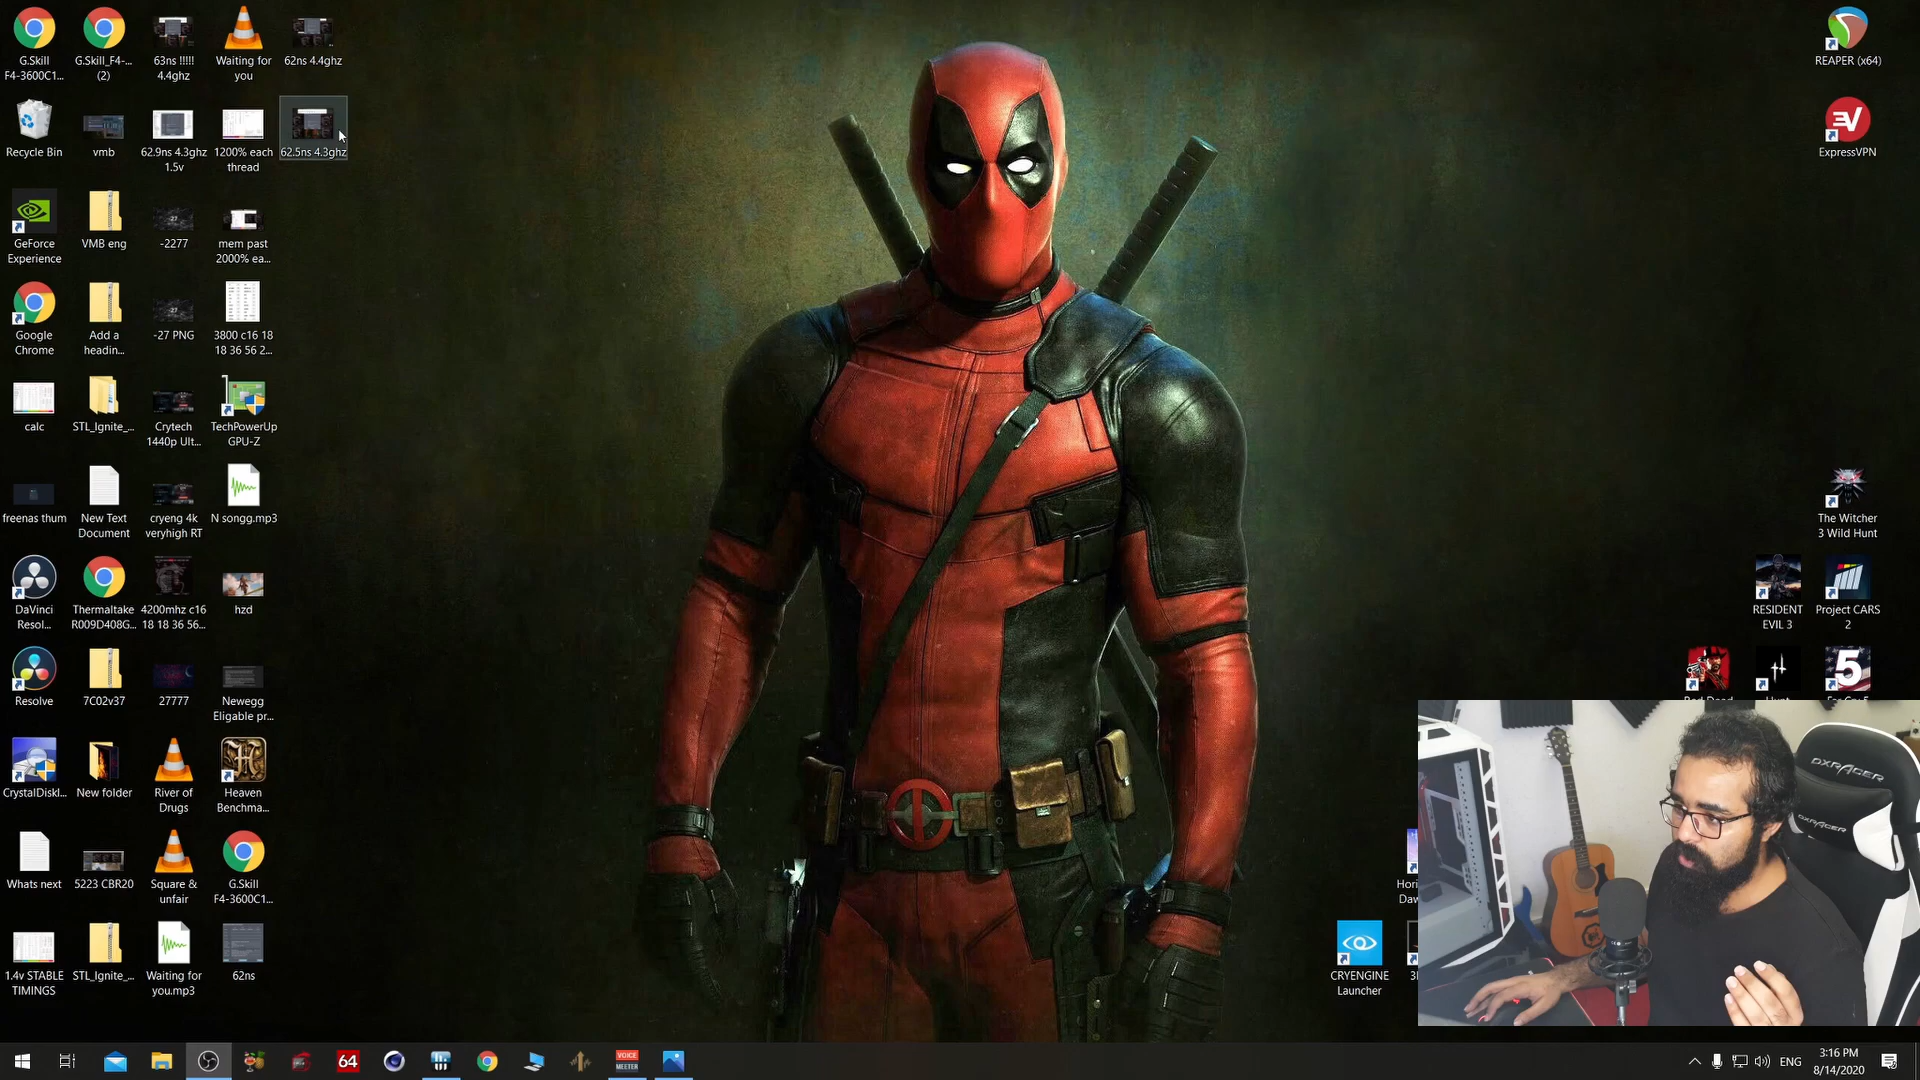 G.Skill
F4-3600C1...
G.Skill_F4-...
(2)
63ns !!!!!
4.4ghz
Waiting for
you
62ns 4.4ghz
REAPER (x64)
Recycle Bin
vmb
62.9ns 4.3ghz
1.5v
1200% each
thread
62.5ns 4.3ghz
ExpressVPN
GeForce
Experience
VMB eng
-2277
mem past
2000% ea...
Google
Chrome
Add a
headin...
-27 PNG
3800 c16 18
18 36 56 2...
calc
STL_Ignite_...
Crytech
1440p Ult...
TechPowerUp
GPU-Z
freenas thum
New Text
Document
cryeng 4k
veryhigh RT
N songg.mp3
The Witcher
3 Wild Hunt
DaVinci
Resol...
Thermaltake
R009D408G...
4200mhz c16
18 18 36 56...
hzd
RESIDENT
EVIL 3
Project CARS
2
Resolve
7C02v37
27777
Newegg
Eligable pr...
5
CrystalDiskI...
New folder
River of
Drugs
Heaven
Benchma...
DXRACER
DXRACER
Whats next
5223 CBR20
Square &
unfair
G.Skill
F4-3600C1...
1.4v STABLE
TIMINGS
STL_Ignite_...
Waiting for
you.mp3
62ns
CRYENGINE
Launcher
64
VOICE
MEETER
ENG
3:16 PM
8/14/2020